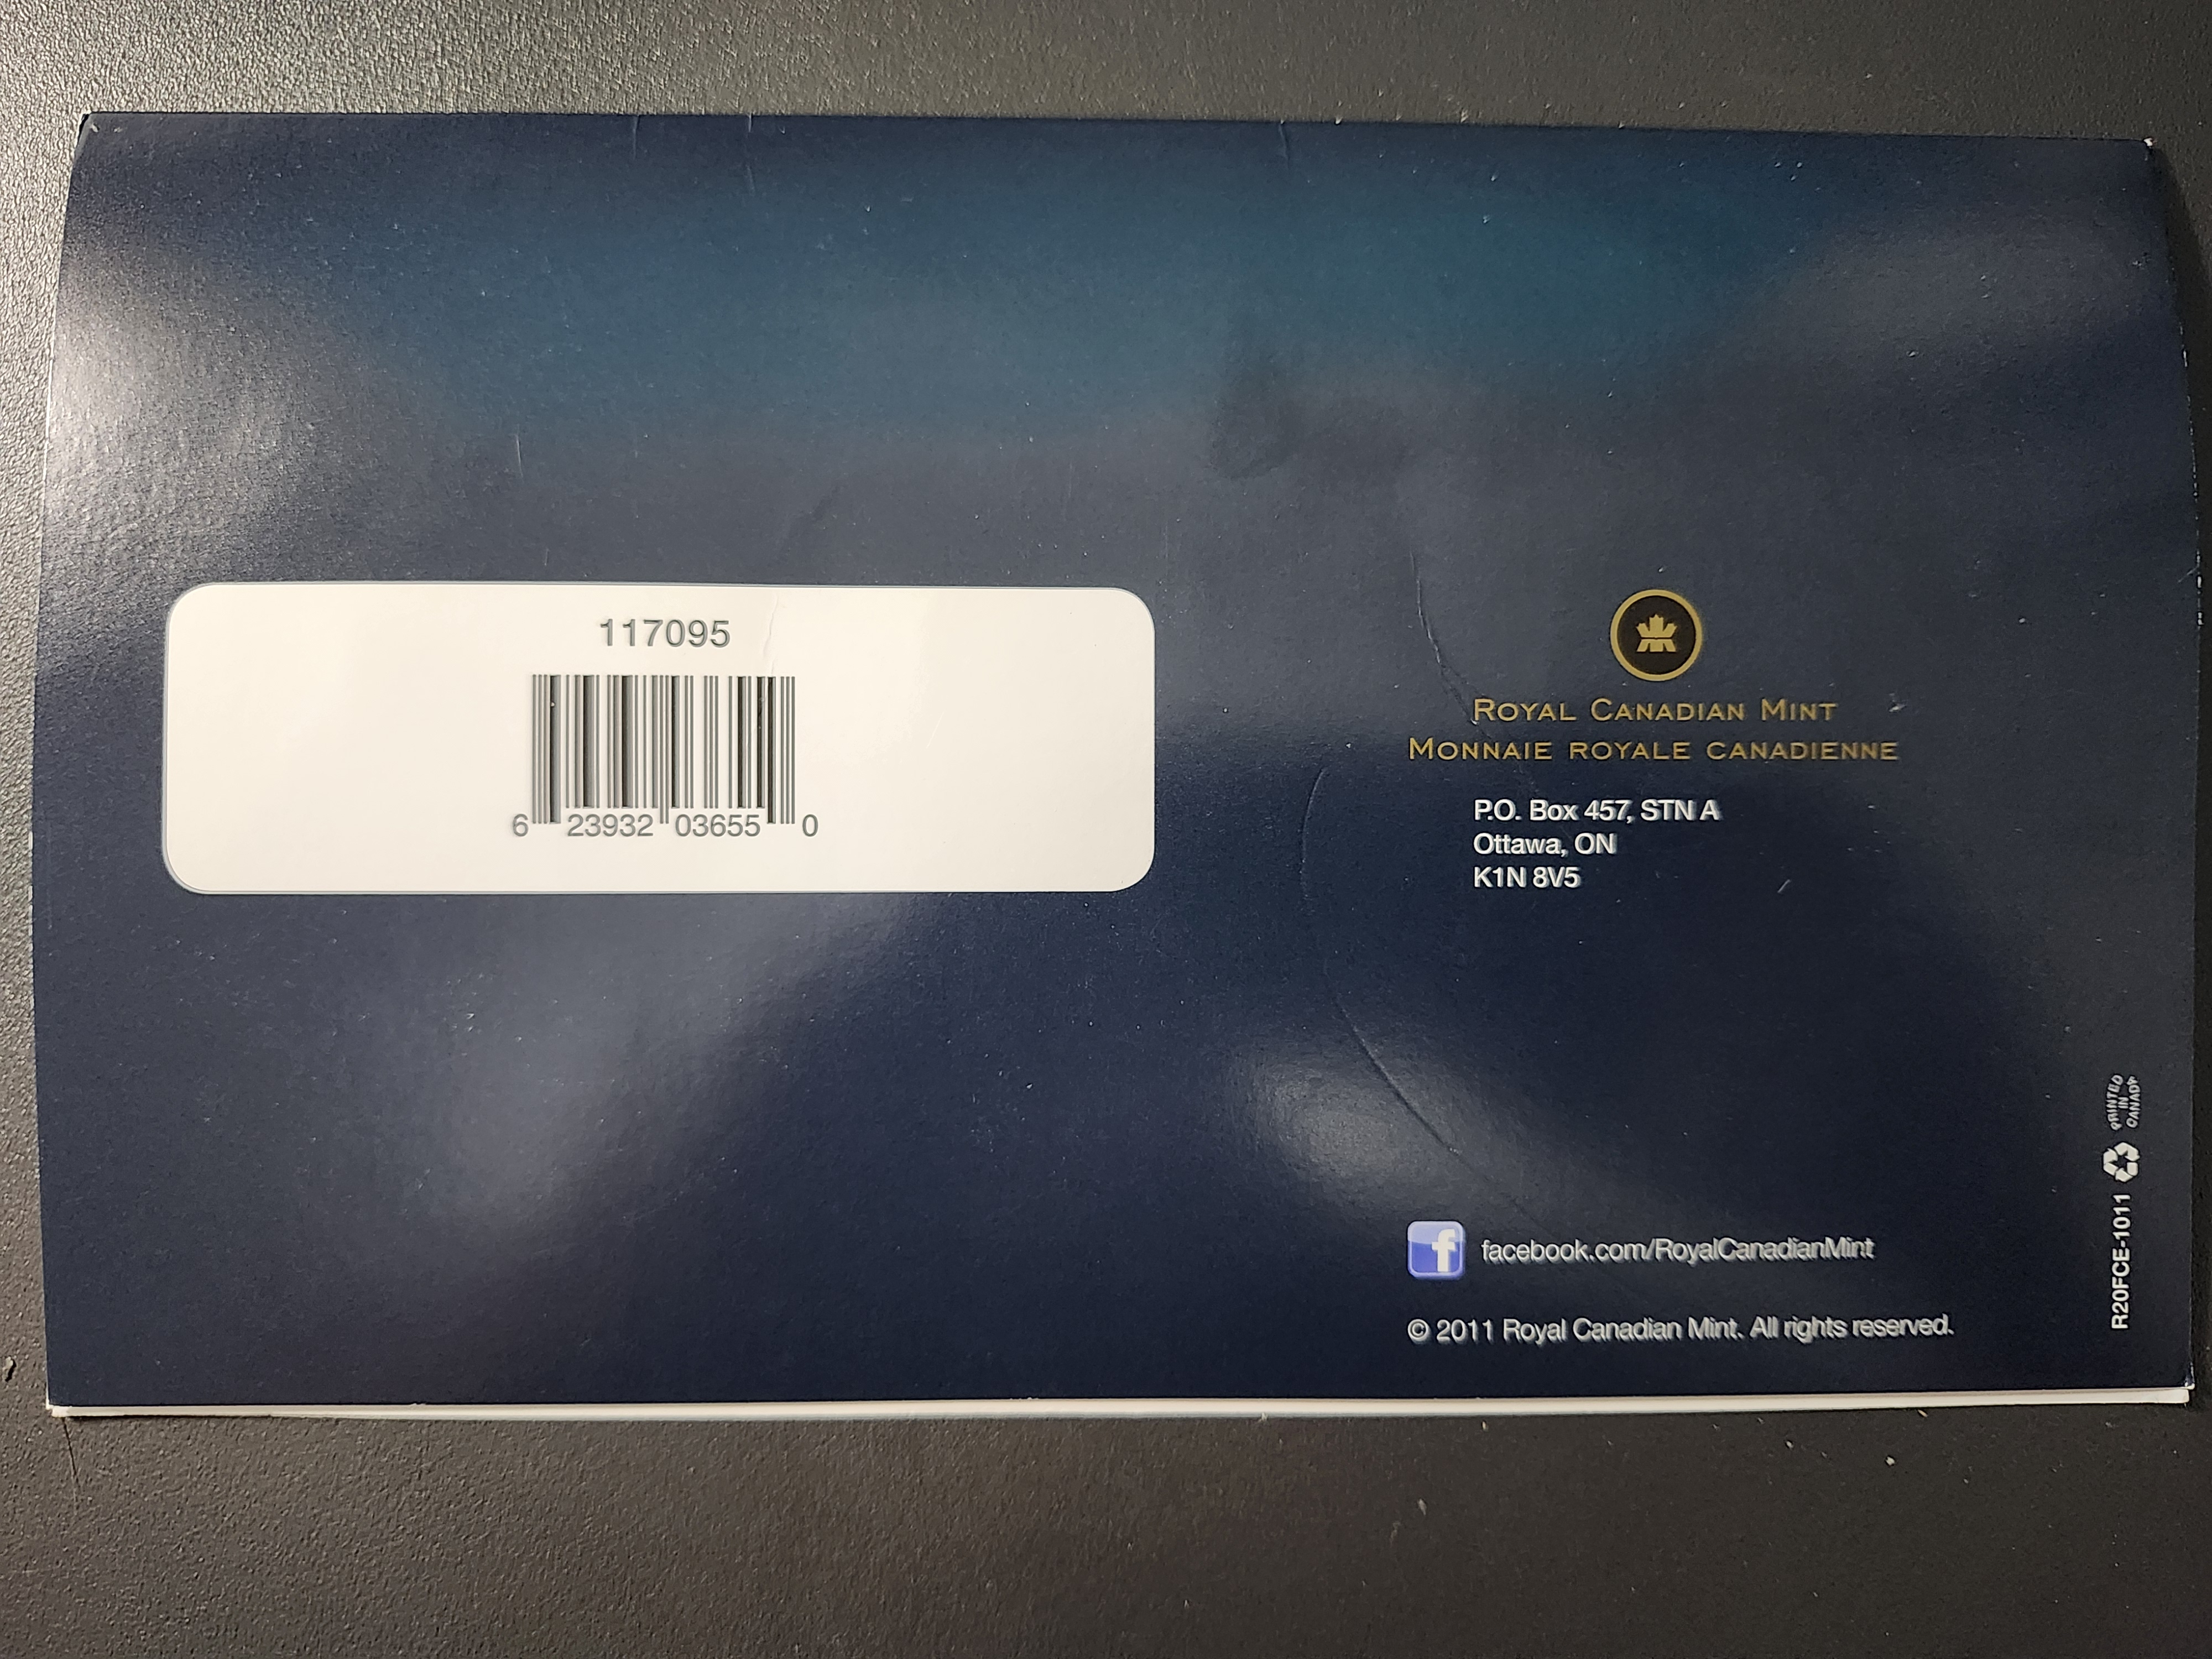 117095
6 23932 03655 0
ROYAL CANADIAN MINT
MONNAIE ROYALE CANADIENNE
P.O. Box 457, STN A
Ottawa, ON
K1N 8V5
f facebook.com/RoyalCanadianMint
© 2011 Royal Canadian Mint. All rights reserved.
R20FCE-1011
PRINTED
IN
CANADA